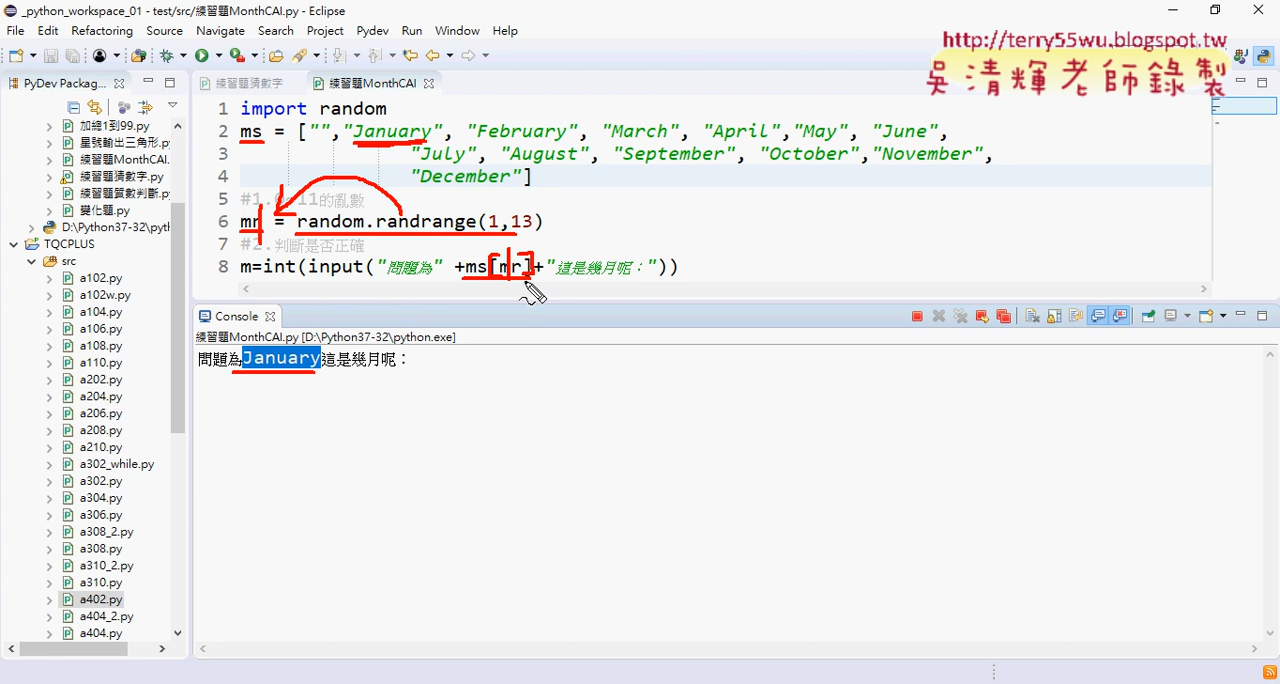 _python_workspace_01 - test/src/練習題MonthCAI.py - Eclipse
File Edit Refactoring Source Navigate Search Project Pydev Run Window Help
http://terry55wu.blogspot.tw
吳清輝老師錄製
PyDev Packag...
練習題猜數字
練習題MonthCAI
加總1到99.py
星號輸出三角形.py
練習題MonthCAI.
練習題猜數字.py
練習題質數判斷.py
變化題.py
D:\Python37-32\pyth
TQCPLUS
src
a102.py
a102w.py
a104.py
a106.py
a108.py
a110.py
a202.py
a204.py
a206.py
a208.py
a210.py
a302_while.py
a302.py
a304.py
a306.py
a308_2.py
a308.py
a310_2.py
a310.py
a402.py
a404_2.py
a404.py
1 import random
2 ms = ["","January", "February", "March", "April","May", "June",
3 "July", "August", "September", "October","November",
4 "December"]
5 #1.0~11的亂數
6 mr = random.randrange(1,13)
7 #2.判斷是否正確
8 m=int(input("問題為" +ms[mr]+"這是幾月呢："))
Console
練習題MonthCAI.py [D:\Python37-32\python.exe]
問題為January這是幾月呢：